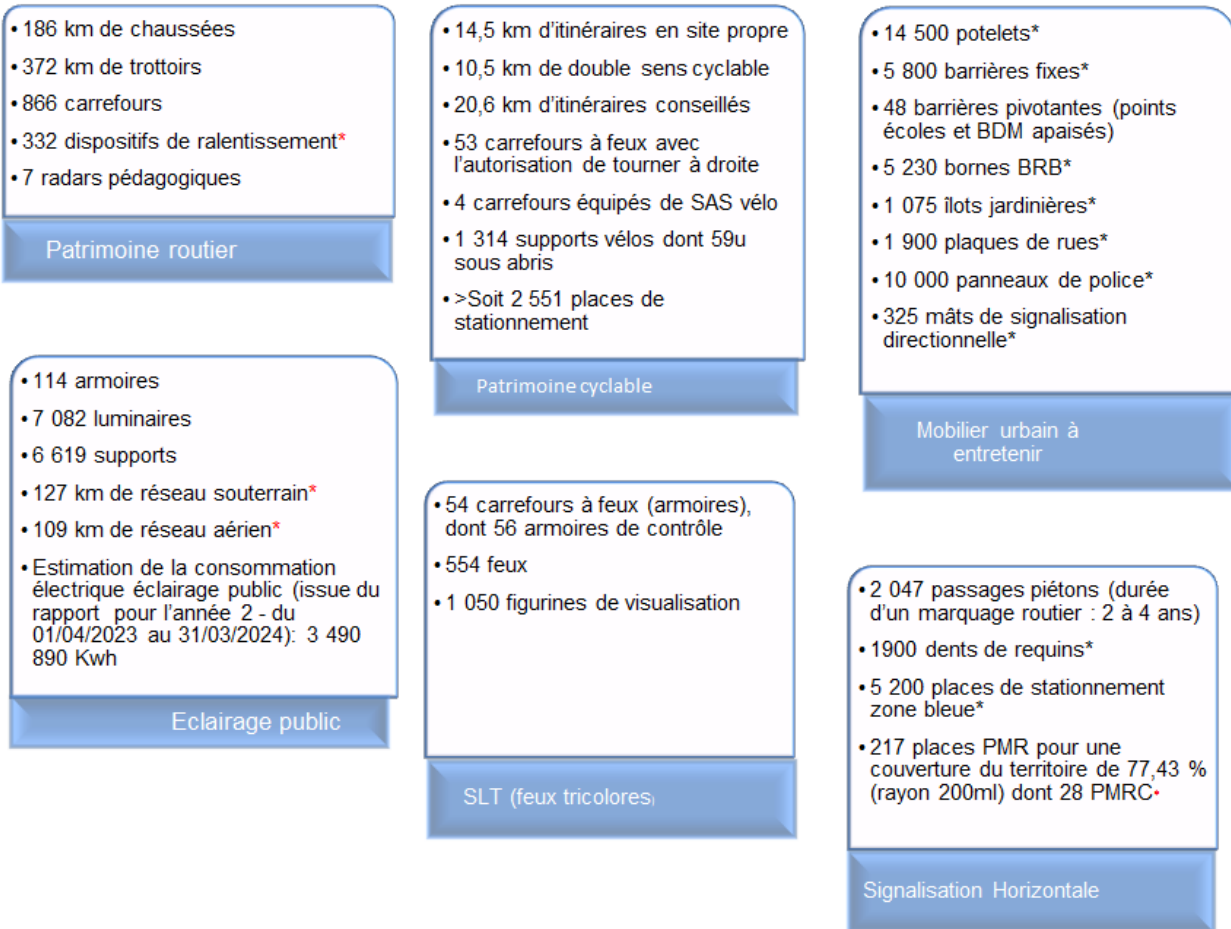 • 186 km de chaussées
• 372 km de trottoirs
• 866 carrefours
• 332 dispositifs de ralentissement*
• 7 radars pédagogiques
Patrimoine routier
• 14,5 km d'itinéraires en site propre
• 10,5 km de double sens cyclable
• 20,6 km d'itinéraires conseillés
• 53 carrefours à feux avec
l'autorisation de tourner à droite
• 4 carrefours équipés de SAS vélo
• 1 314 supports vélos dont 59u
sous abris
• >Soit 2 551 places de
stationnement
Patrimoine cyclable
• 14 500 potelets*
• 5 800 barrières fixes*
• 48 barrières pivotantes (points
écoles et BDM apaisés)
• 5 230 bornes BRB*
• 1 075 îlots jardinières*
• 1 900 plaques de rues*
• 10 000 panneaux de police*
• 325 mâts de signalisation
directionnelle*
Mobilier urbain à
entretenir
• 114 armoires
• 7 082 luminaires
• 6 619 supports
• 127 km de réseau souterrain*
• 109 km de réseau aérien*
• Estimation de la consommation
électrique éclairage public (issue du
rapport pour l'année 2 - du
01/04/2023 au 31/03/2024): 3 490
890 Kwh
Eclairage public
• 54 carrefours à feux (armoires),
dont 56 armoires de contrôle
• 554 feux
• 1 050 figurines de visualisation
SLT (feux tricolores)
• 2 047 passages piétons (durée
d'un marquage routier : 2 à 4 ans)
• 1900 dents de requins*
• 5 200 places de stationnement
zone bleue*
• 217 places PMR pour une
couverture du territoire de 77,43 %
(rayon 200ml) dont 28 PMRC*
Signalisation Horizontale